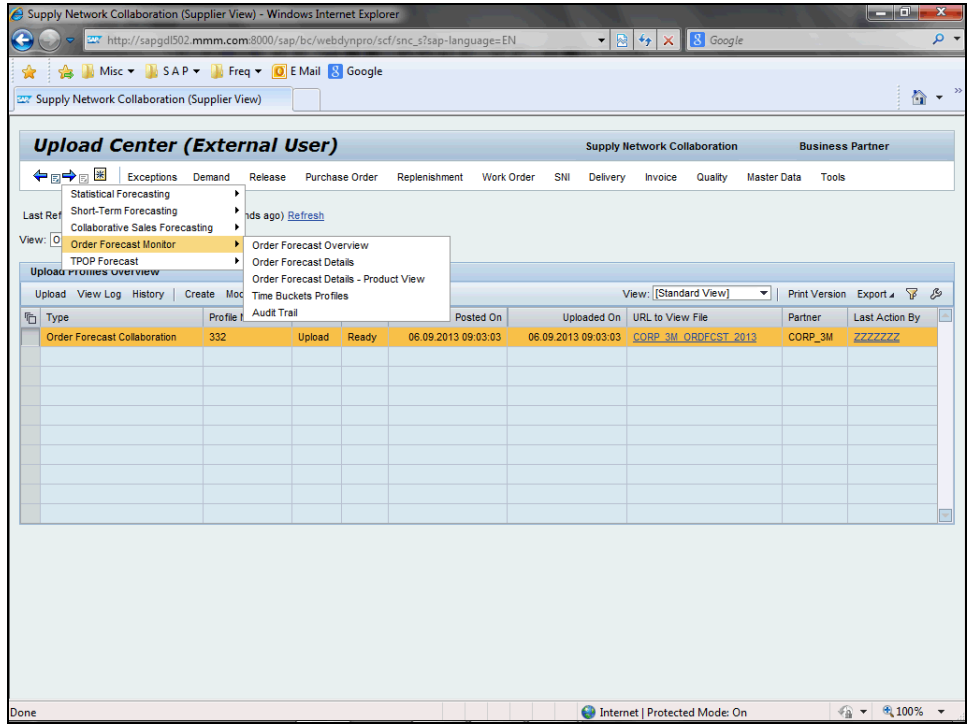 Supply Network Collaboration (Supplier View) - Windows Internet Explorer
http://sapgdl502.mmm.com:8000/sap/bc/webdynpro/scf/snc_s?sap-language=EN Google
Misc SAP Freq E Mail Google
Supply Network Collaboration (Supplier View)
Upload Center (External User) Supply Network Collaboration Business Partner
Exceptions Demand Release Purchase Order Replenishment Work Order SNI Delivery Invoice Quality Master Data Tools
Statistical Forecasting
Last Ref Short-Term Forecasting nds ago) Refresh
Collaborative Sales Forecasting
View: O Order Forecast Monitor Order Forecast Overview
TPOP Forecast Order Forecast Details
Upload Profiles Overview Order Forecast Details - Product View
Upload View Log History Create Mod Time Buckets Profiles View: [Standard View] Print Version Export
Audit Trail
Type Profile N Posted On Uploaded On URL to View File Partner Last Action By
Order Forecast Collaboration 332 Upload Ready 06.09.2013 09:03:03 06.09.2013 09:03:03 CORP_3M_ORDFCST_2013 CORP_3M ZZZZZZZ
Done Internet | Protected Mode: On 100%